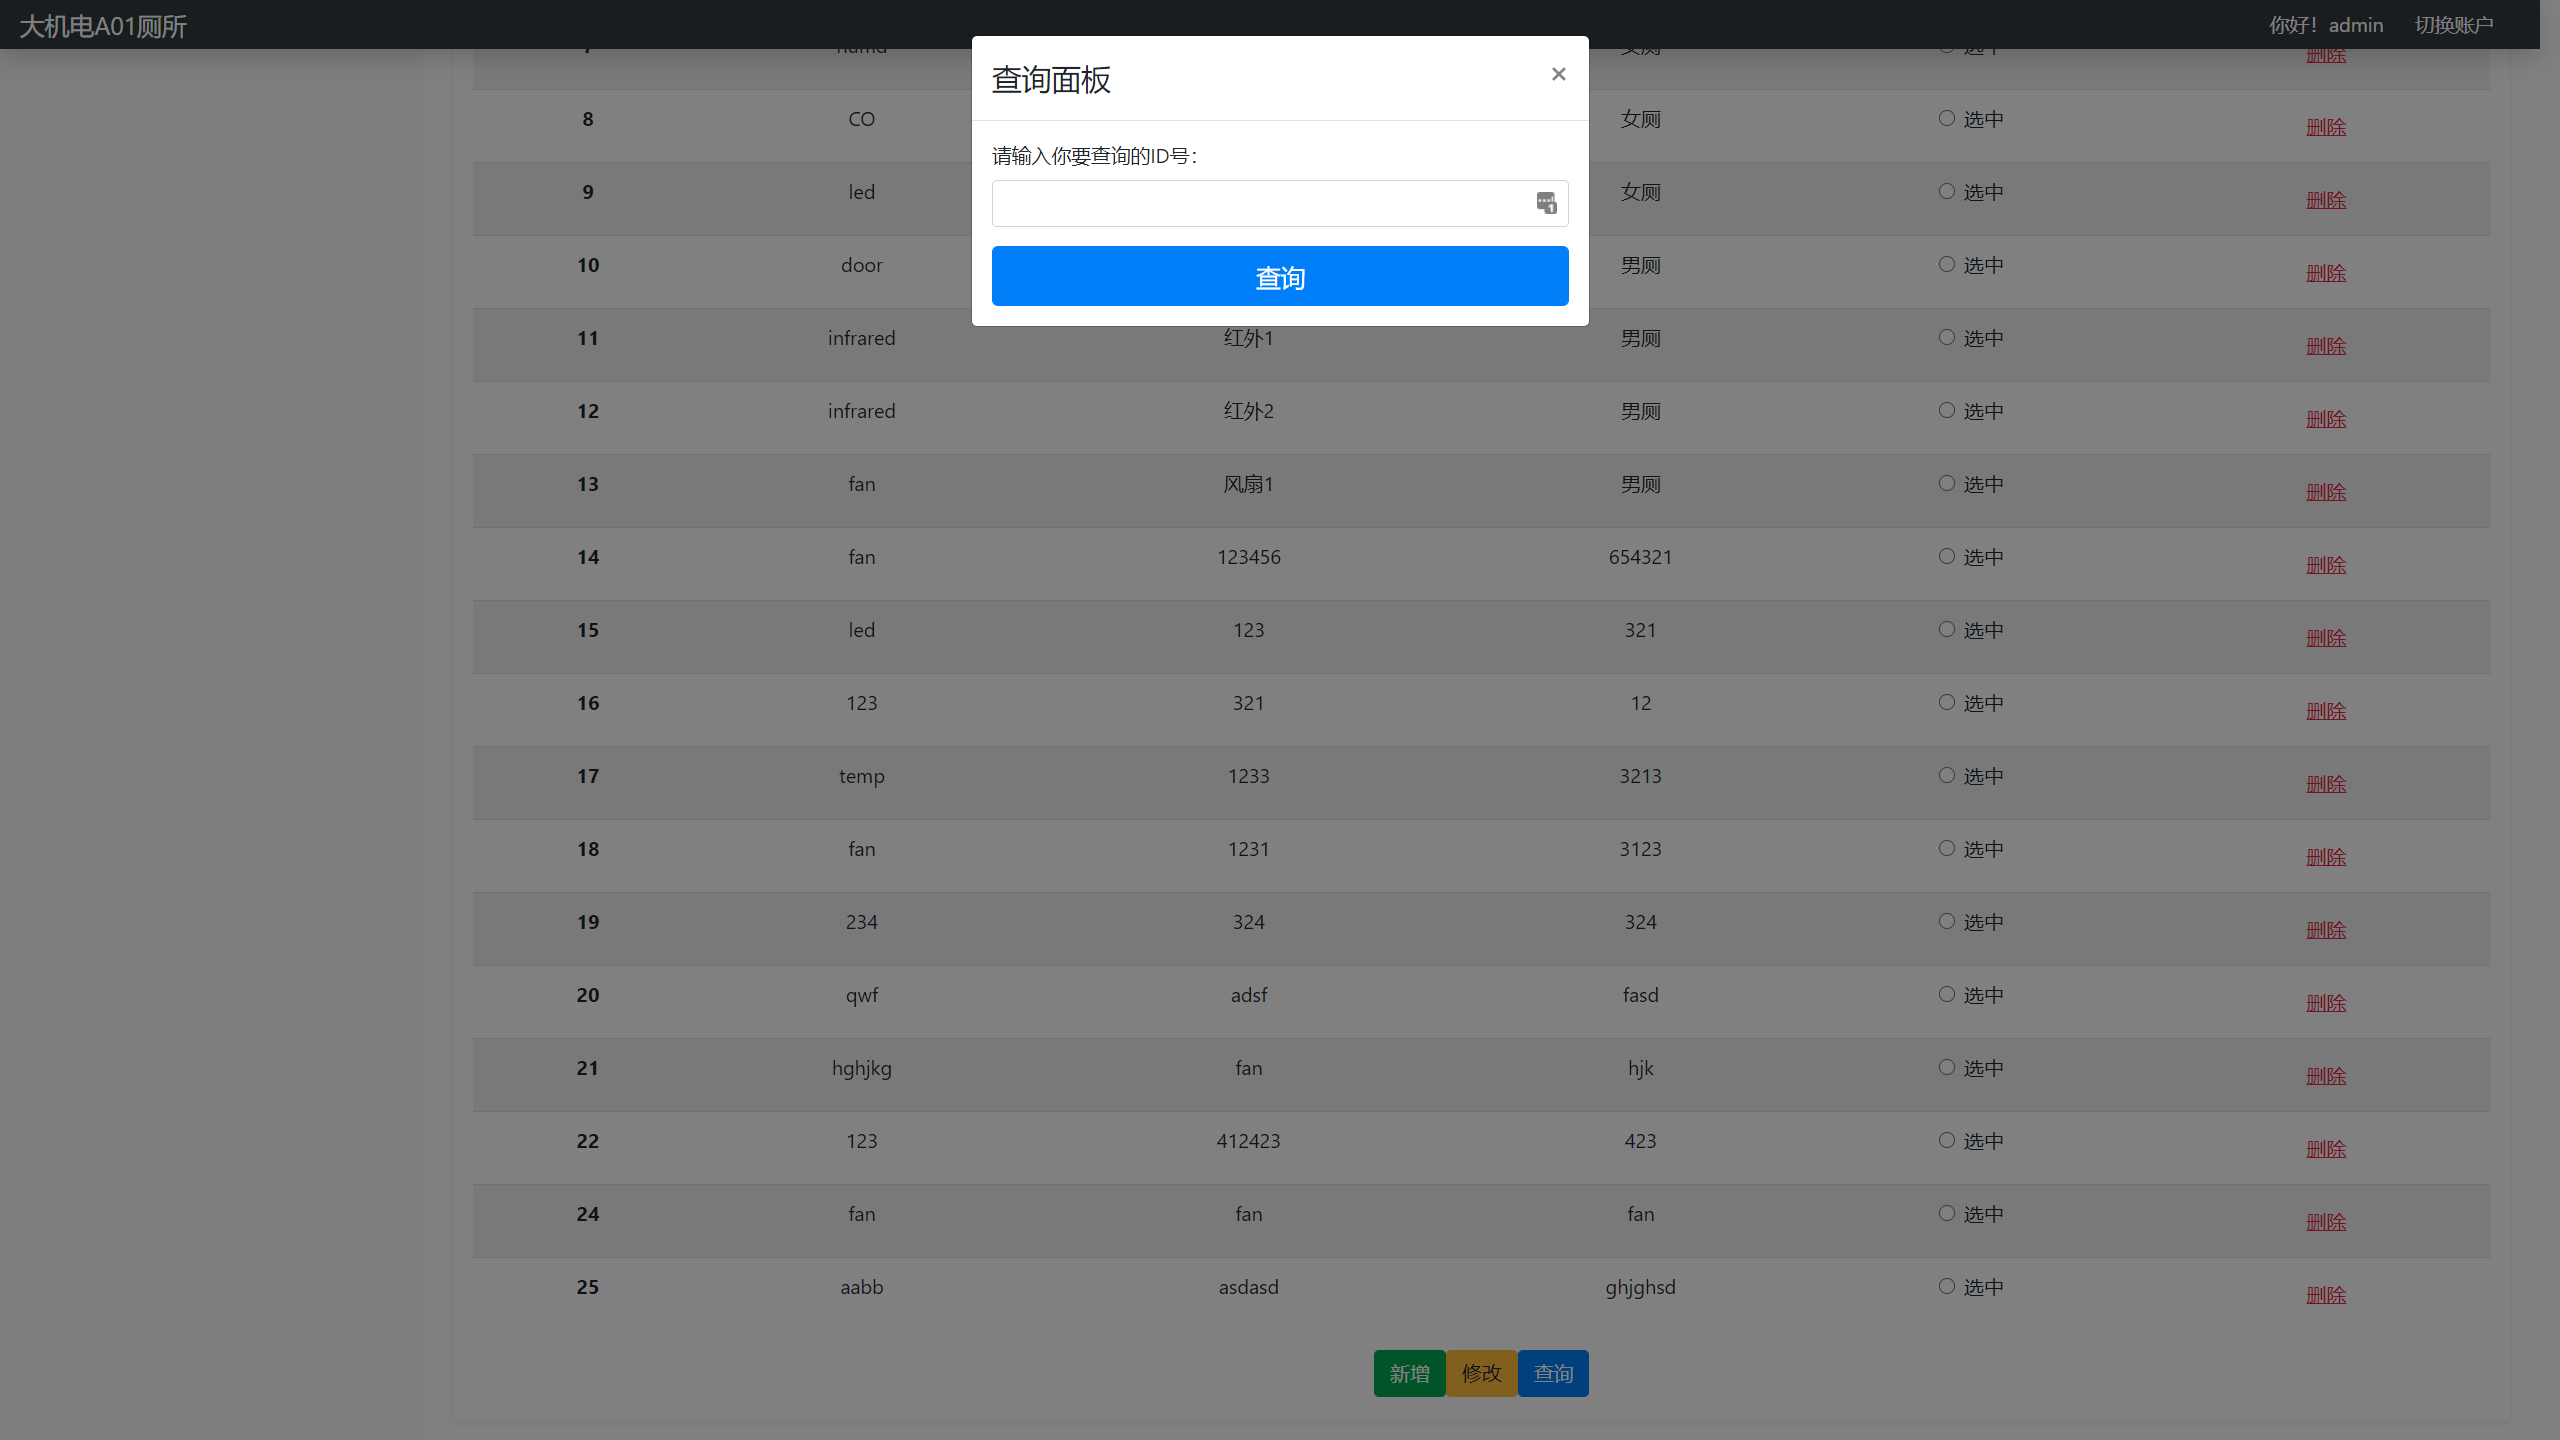 大机电A01厕所 你好！admin 切换账户
查询面板 ×
请输入你要查询的ID号：
查询
删除
8 CO 女厕 选中 删除
9 led 女厕 选中 删除
10 door 男厕 选中 删除
11 infrared 红外1 男厕 选中 删除
12 infrared 红外2 男厕 选中 删除
13 fan 风扇1 男厕 选中 删除
14 fan 123456 654321 选中 删除
15 led 123 321 选中 删除
16 123 321 12 选中 删除
17 temp 1233 3213 选中 删除
18 fan 1231 3123 选中 删除
19 234 324 324 选中 删除
20 qwf adsf fasd 选中 删除
21 hghjkg fan hjk 选中 删除
22 123 412423 423 选中 删除
24 fan fan fan 选中 删除
25 aabb asdasd ghjghsd 选中 删除
新增 修改 查询